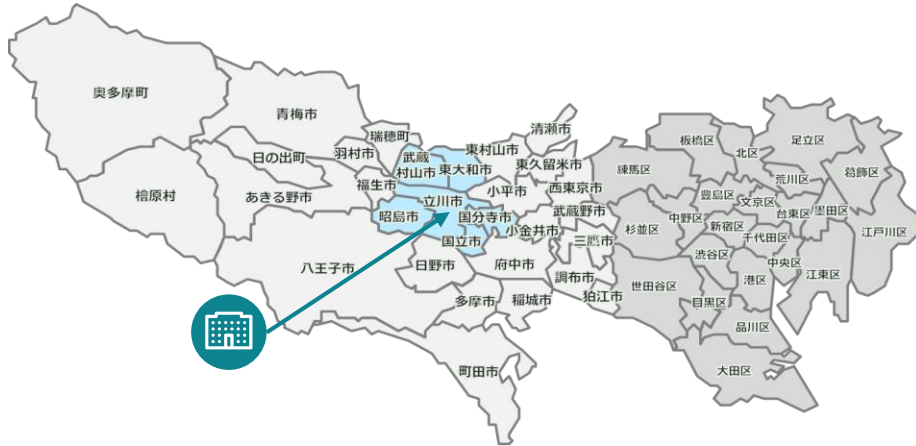 奥多摩町
青梅市
瑞穂町
羽村市
日の出町
檜原村
あきる野市
福生市
武蔵
村山市
東大和市
東村山市
清瀬市
東久留米市
小平市
西東京市
立川市
昭島市
国分寺市
武蔵野市
小金井市
国立市
三鷹市
八王子市
日野市
府中市
調布市
狛江市
多摩市
稲城市
町田市
練馬区
板橋区
北区
足立区
葛飾区
荒川区
豊島区
文京区
台東区
墨田区
江戸川区
杉並区
中野区
新宿区
千代田区
渋谷区
中央区
港区
江東区
世田谷区
目黒区
品川区
大田区